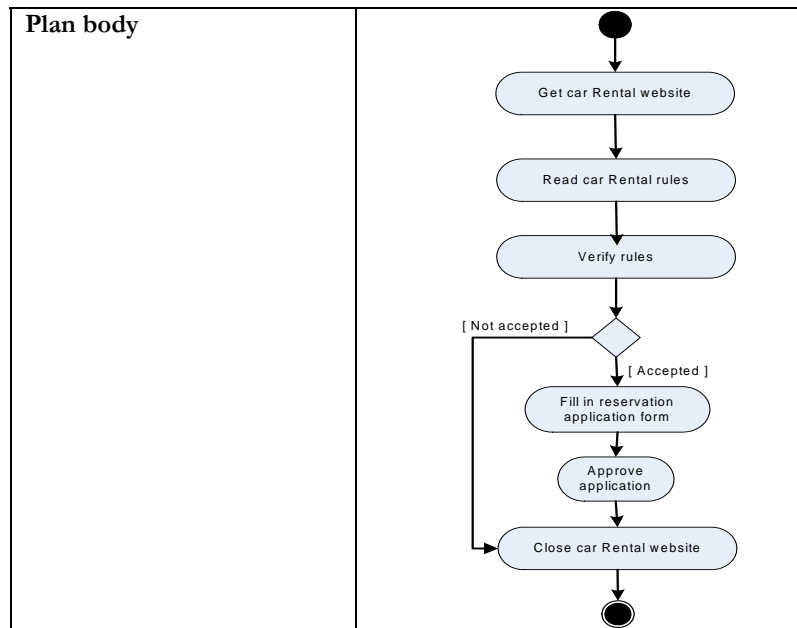 Plan body
Get car Rental website
Read car Rental rules
Verify rules
[ Not accepted ]
[ Accepted ]
Fill in reservation
application form
Approve
application
Close car Rental website